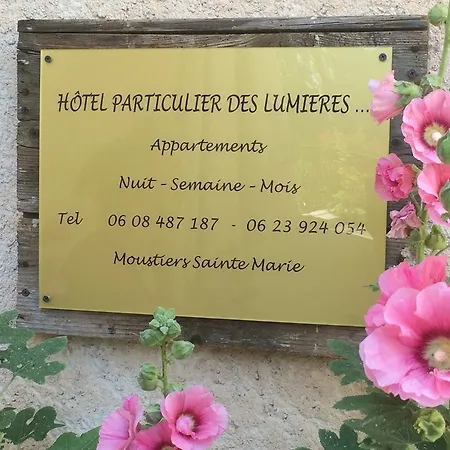 HÔTEL PARTICULIER DES LUMIERES ...
Appartements
Nuit - Semaine - Mois
Tel 06 08 487 187 - 06 23 924 054
Moustiers Sainte Marie